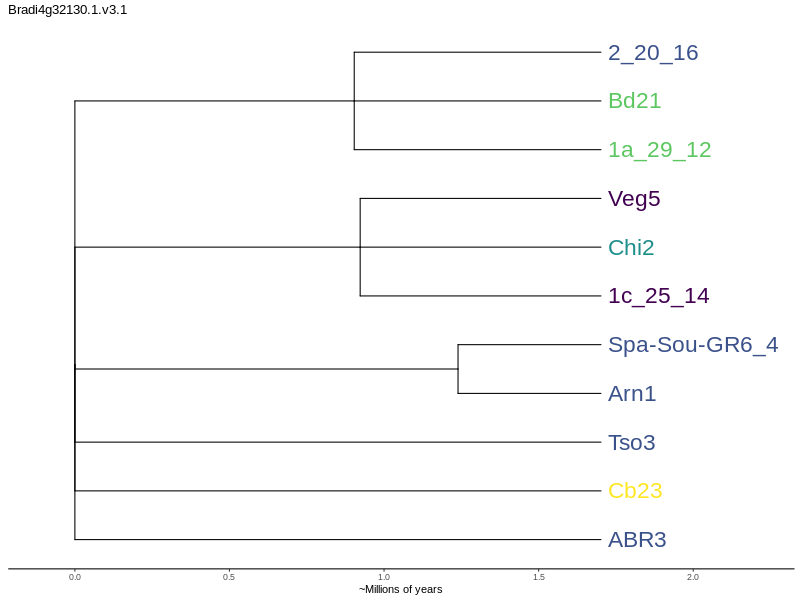 Bradi4g32130.1.v3.1
2_20_16
Bd21
1a_29_12
Veg5
Chi2
1c_25_14
Spa-Sou-GR6_4
Arn1
Tso3
Cb23
ABR3
0.0 0.5 1.0 1.5 2.0
~Millions of years